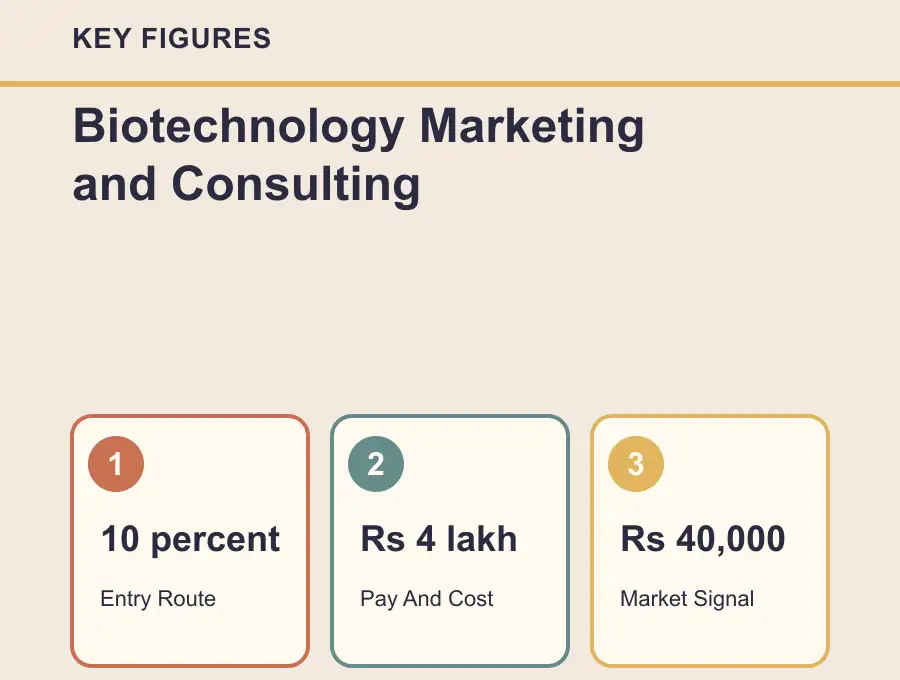 KEY FIGURES
Biotechnology Marketing
and Consulting
1
10 percent
Entry Route
2
Rs 4 lakh
Pay And Cost
3
Rs 40,000
Market Signal